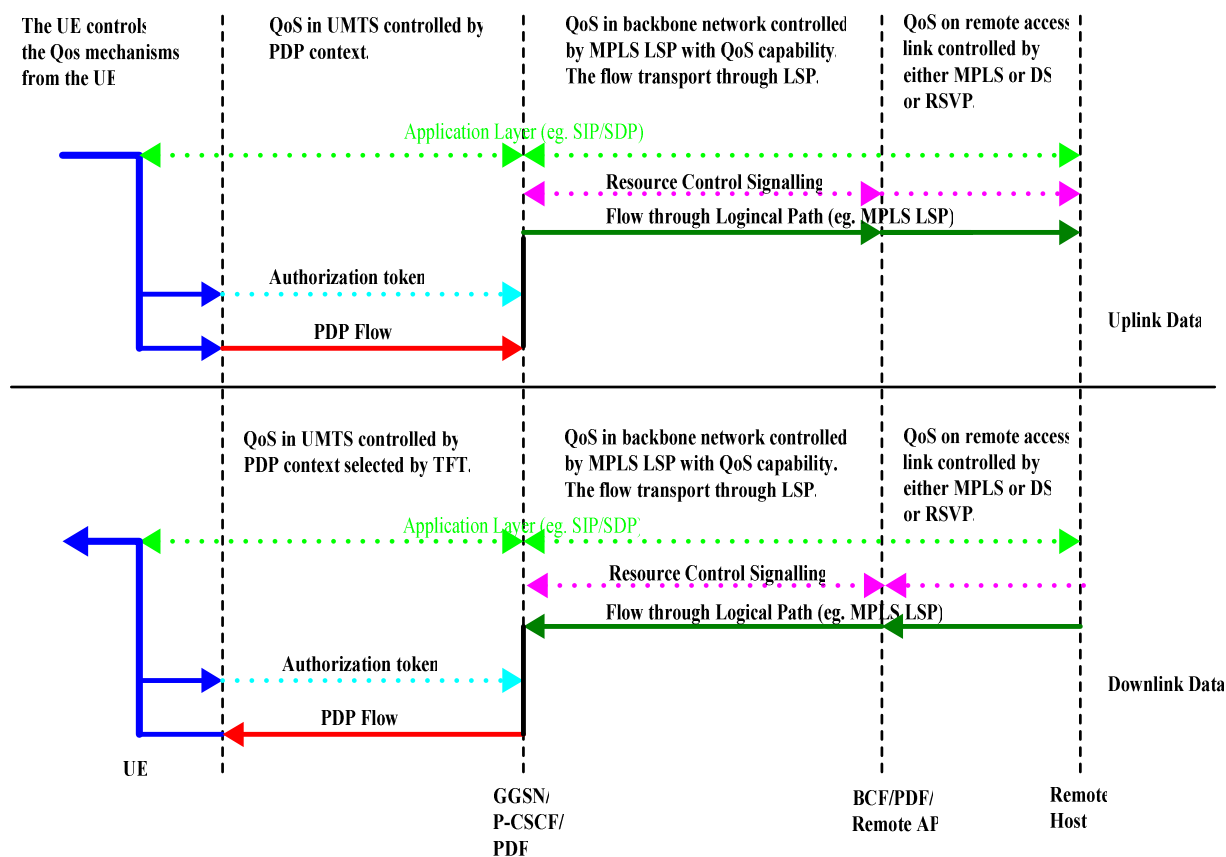 The UE controls
the Qos mechanisms
from the UE
QoS in UMTS controlled by
PDP context.
QoS in backbone network controlled
by MPLS LSP with QoS capability.
The flow transport through LSP.
QoS on remote access
link controlled by
either MPLS or DS
or RSVP.
Application Layer (eg. SIP/SDP)
Resource Control Signalling
Flow through Logincal Path (eg. MPLS LSP)
Authorization token
PDP Flow
Uplink Data
QoS in UMTS controlled by
PDP context selected by TFT.
QoS in backbone network controlled
by MPLS LSP with QoS capability.
The flow transport through LSP.
QoS on remote access
link controlled by
either MPLS or DS
or RSVP.
Application Layer (eg. SIP/SDP)
Resource Control Signalling
Flow through Logical Path (eg. MPLS LSP)
Authorization token
Downlink Data
PDP Flow
UE
GGSN/
P-CSCF/
PDF
BCF/PDF/
Remote AP
Remote
Host